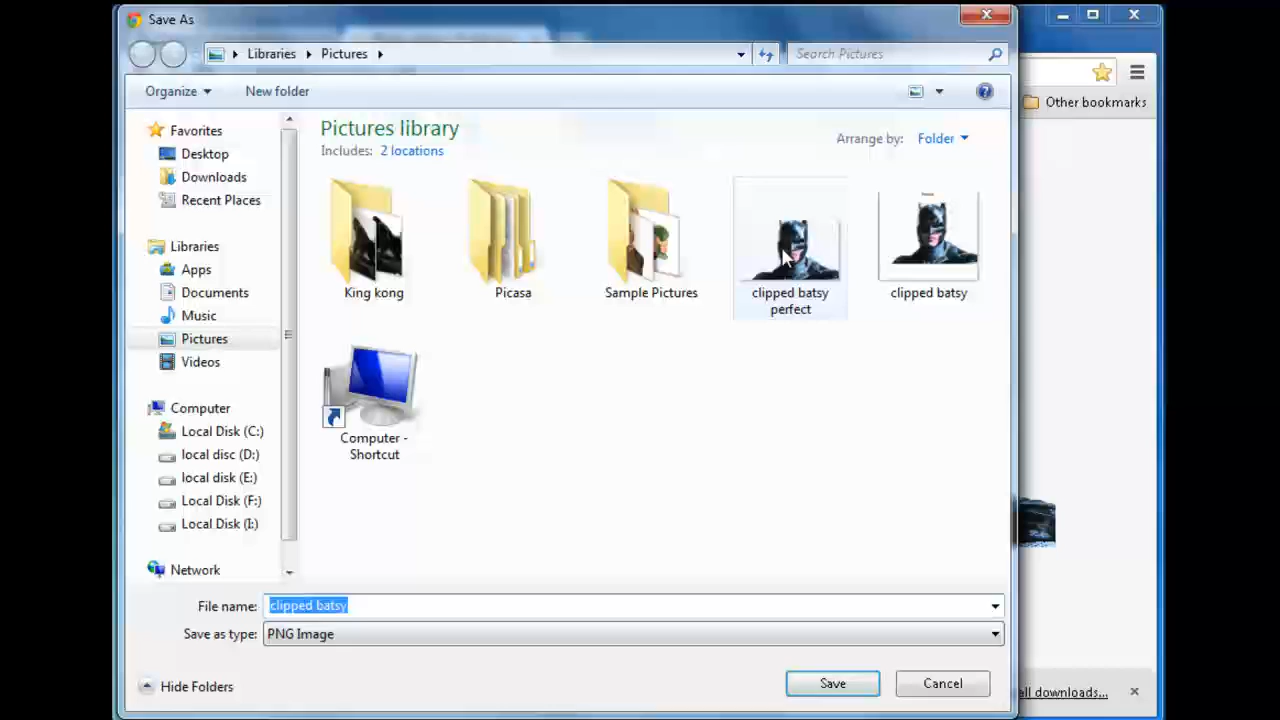 Save As
Libraries Pictures
Search Pictures
Organize New folder
Other bookmarks
Pictures library
Includes: 2 locations
Arrange by: Folder
Favorites
Desktop
Downloads
Recent Places
Libraries
Apps
Documents
Music
Pictures
Videos
Computer
Local Disk (C:)
local disc (D:)
local disk (E:)
Local Disk (F:)
Local Disk (I:)
Network
King kong
Picasa
Sample Pictures
clipped batsy
perfect
clipped batsy
Computer -
Shortcut
File name: clipped batsy
Save as type: PNG Image
Hide Folders
Save
Cancel
all downloads...